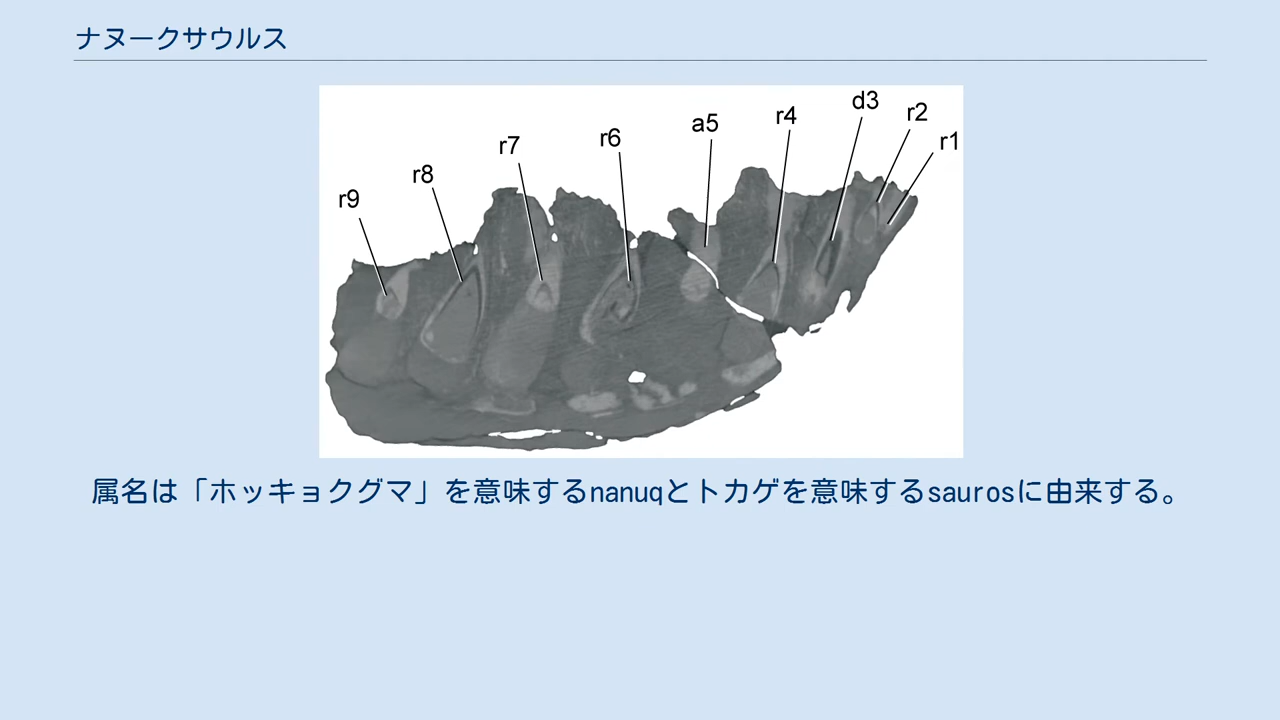 ナヌークサウルス
r9
r8
r7
r6
a5
r4
d3
r2
r1
属名は「ホッキョクグマ」を意味するnanuqとトカゲを意味するsaurosに由来する。